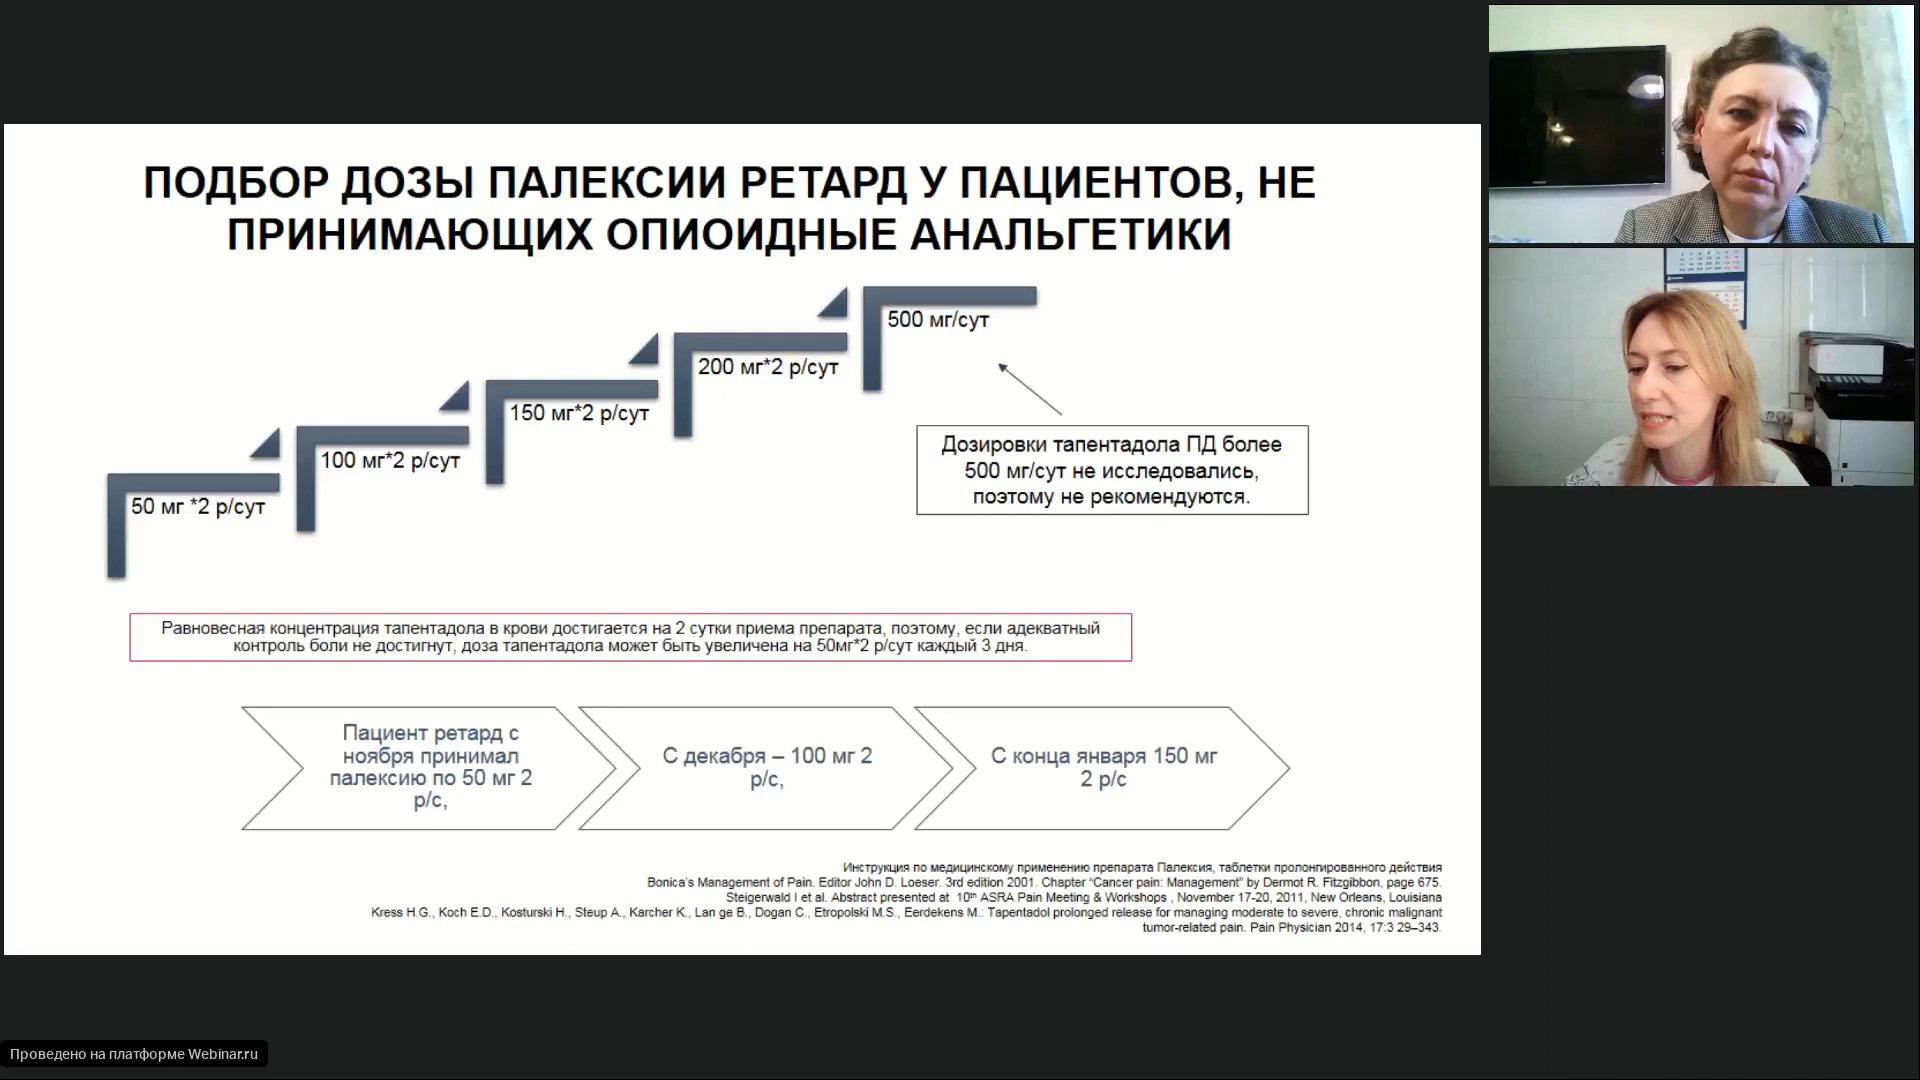 ПОДБОР ДОЗЫ ПАЛЕКСИИ РЕТАРД У ПАЦИЕНТОВ, НЕ
ПРИНИМАЮЩИХ ОПИОИДНЫЕ АНАЛЬГЕТИКИ
50 мг *2 р/сут
100 мг*2 р/сут
150 мг*2 р/сут
200 мг*2 р/сут
500 мг/сут
Дозировки тапентадола ПД более
500 мг/сут не исследовались,
поэтому не рекомендуются.
Равновесная концентрация тапентадола в крови достигается на 2 сутки приема препарата, поэтому, если адекватный
контроль боли не достигнут, доза тапентадола может быть увеличена на 50мг*2 р/сут каждый 3 дня.
Пациент ретард с
ноября принимал
палексию по 50 мг 2
р/с,
С декабря – 100 мг 2
р/с,
С конца января 150 мг
2 р/с
Инструкция по медицинскому применению препарата Палексия, таблетки пролонгированного действия
Bonica's Management of Pain. Editor John D. Loeser. 3rd edition 2001. Chapter "Cancer pain: Management" by Dermot R. Fitzgibbon, page 675.
Steigerwald I et al. Abstract presented at 10th ASRA Pain Meeting & Workshops , November 17-20, 2011, New Orleans, Louisiana
Kress H.G., Koch E.D., Kosturski H., Steup A., Karcher K., Lan ge B., Dogan C., Etropolski M.S., Eerdekens M.: Tapentadol prolonged release for managing moderate to severe, chronic malignant
tumor-related pain. Pain Physician 2014, 17:3 29–343.
Проведено на платформе Webinar.ru